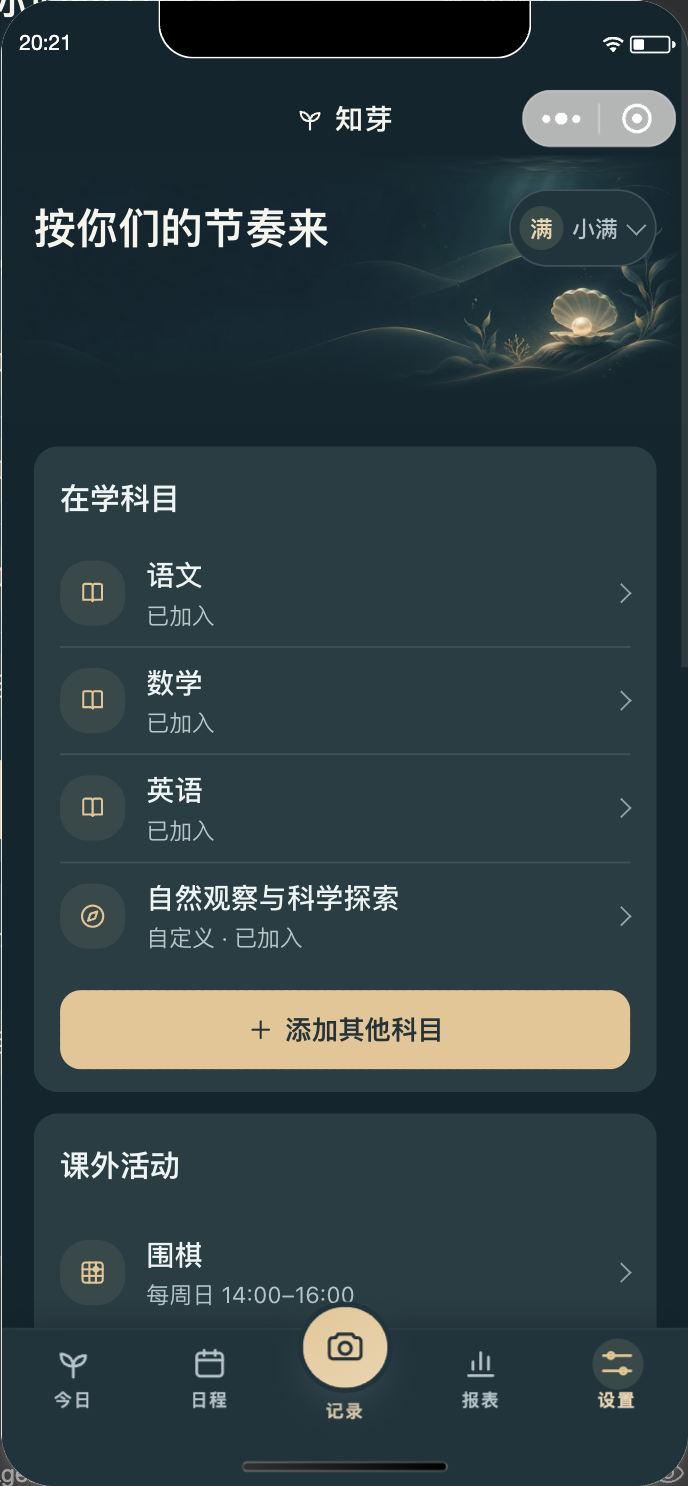 20:21
知芽
按你们的节奏来
满 小满
在学科目
语文
已加入
数学
已加入
英语
已加入
自然观察与科学探索
自定义 · 已加入
+ 添加其他科目
课外活动
围棋
每周日 14:00–16:00
今日
日程
记录
报表
设置